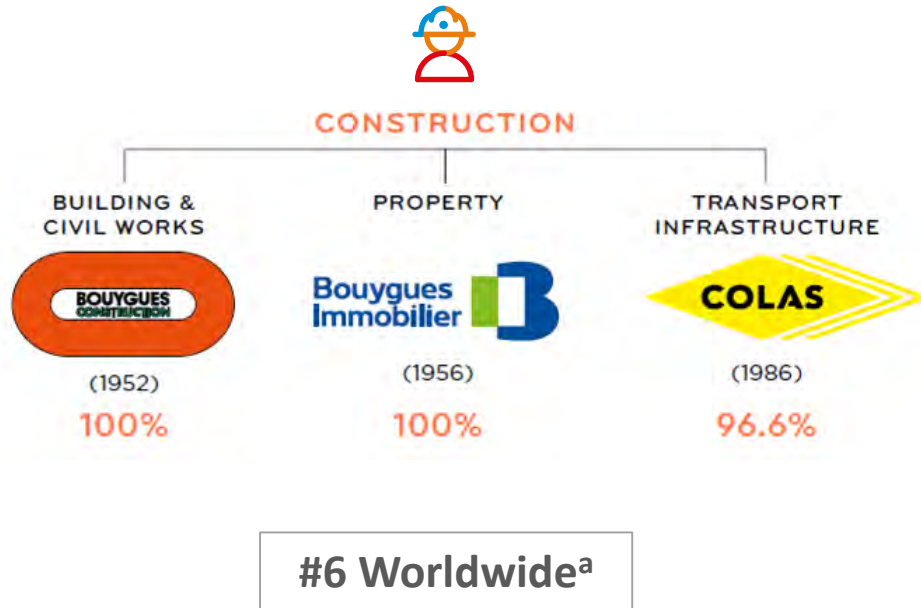 CONSTRUCTION
BUILDING &
CIVIL WORKS
BOUYGUES
CONSTRUCTION
(1952)
100%
PROPERTY
Bouygues
Immobilier
(1956)
100%
TRANSPORT
INFRASTRUCTURE
COLAS
(1986)
96.6%
#6 Worldwideᵃ